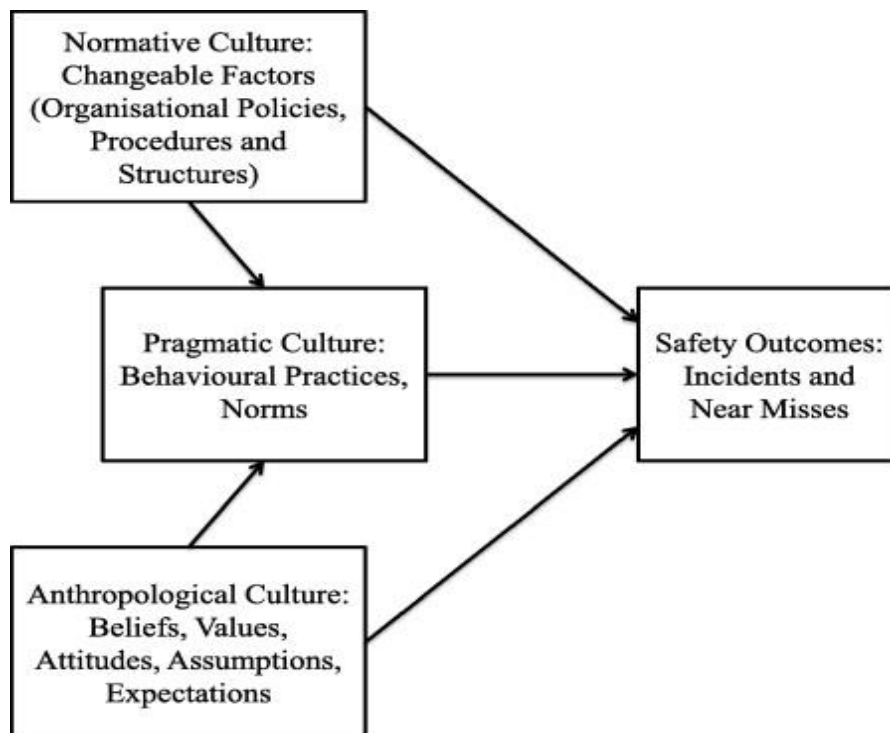 Normative Culture:
Changeable Factors
(Organisational Policies,
Procedures and
Structures)
Pragmatic Culture:
Behavioural Practices,
Norms
Safety Outcomes:
Incidents and
Near Misses
Anthropological Culture:
Beliefs, Values,
Attitudes, Assumptions,
Expectations